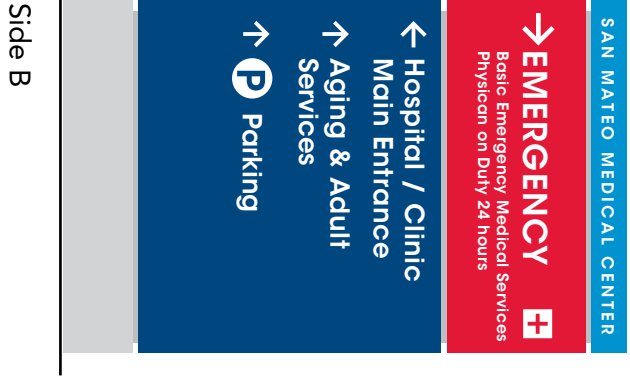 SAN MATEO MEDICAL CENTER
EMERGENCY
Basic Emergency Medical Services
Physican on Duty 24 hours
Hospital / Clinic
Main Entrance
Aging & Adult
Services
P Parking
Side B